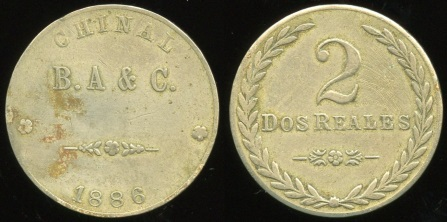 CHINAL
B. A & C.
1886
2
DOS REALES